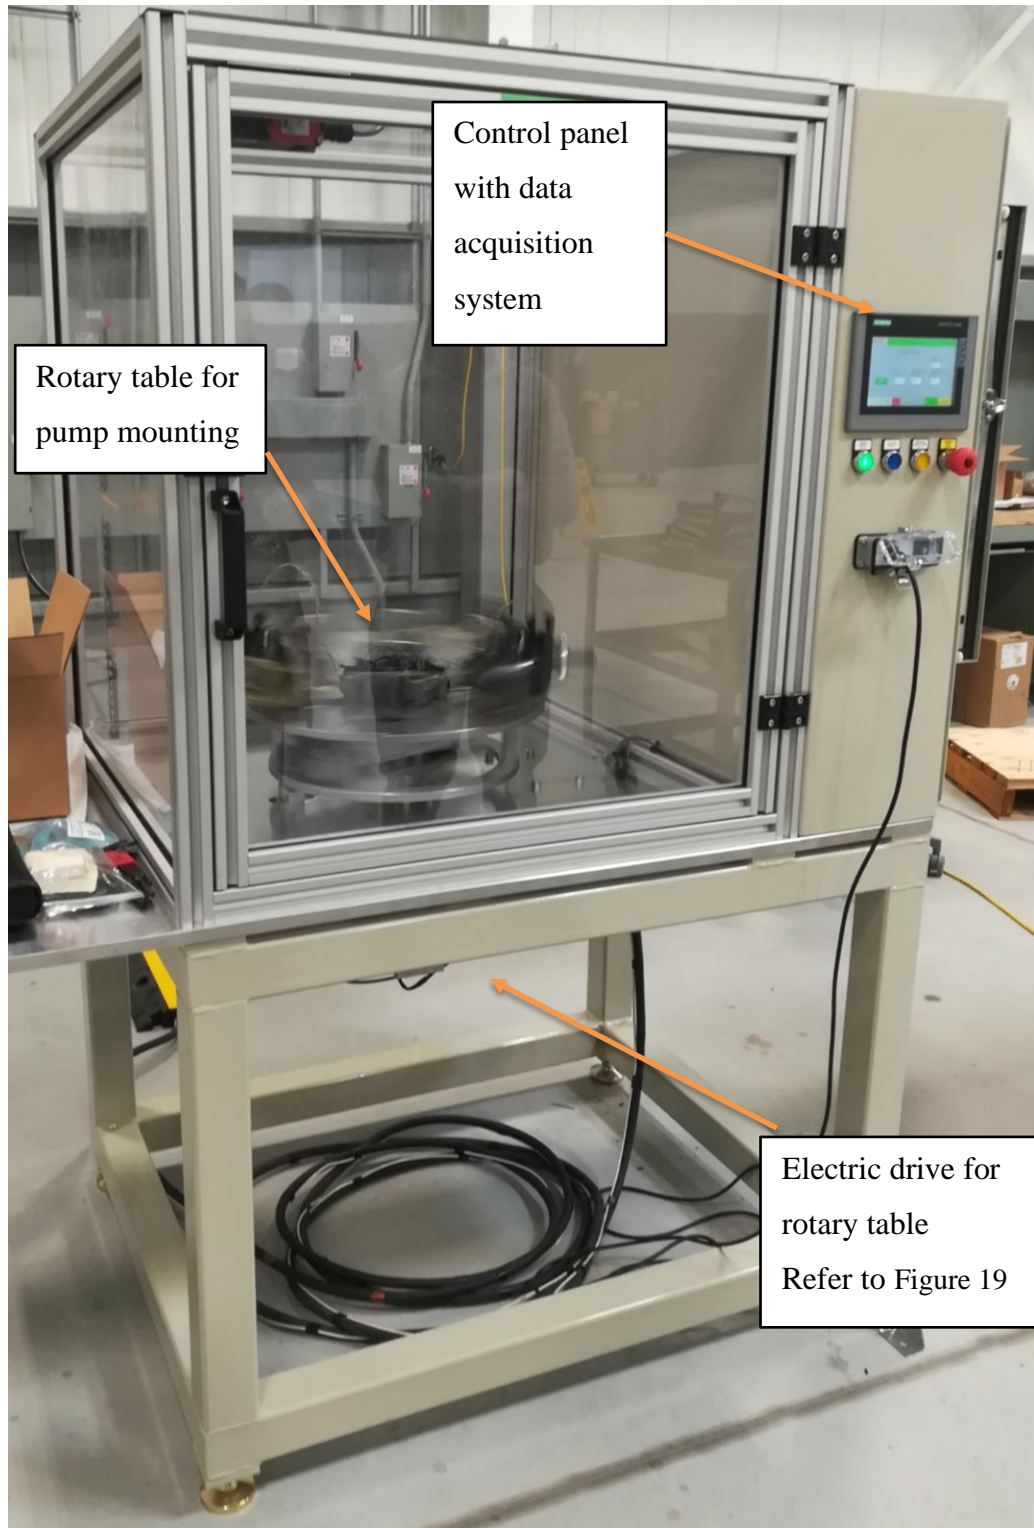 Control panel
with data
acquisition
system
Rotary table for
pump mounting
Electric drive for
rotary table
Refer to Figure 19